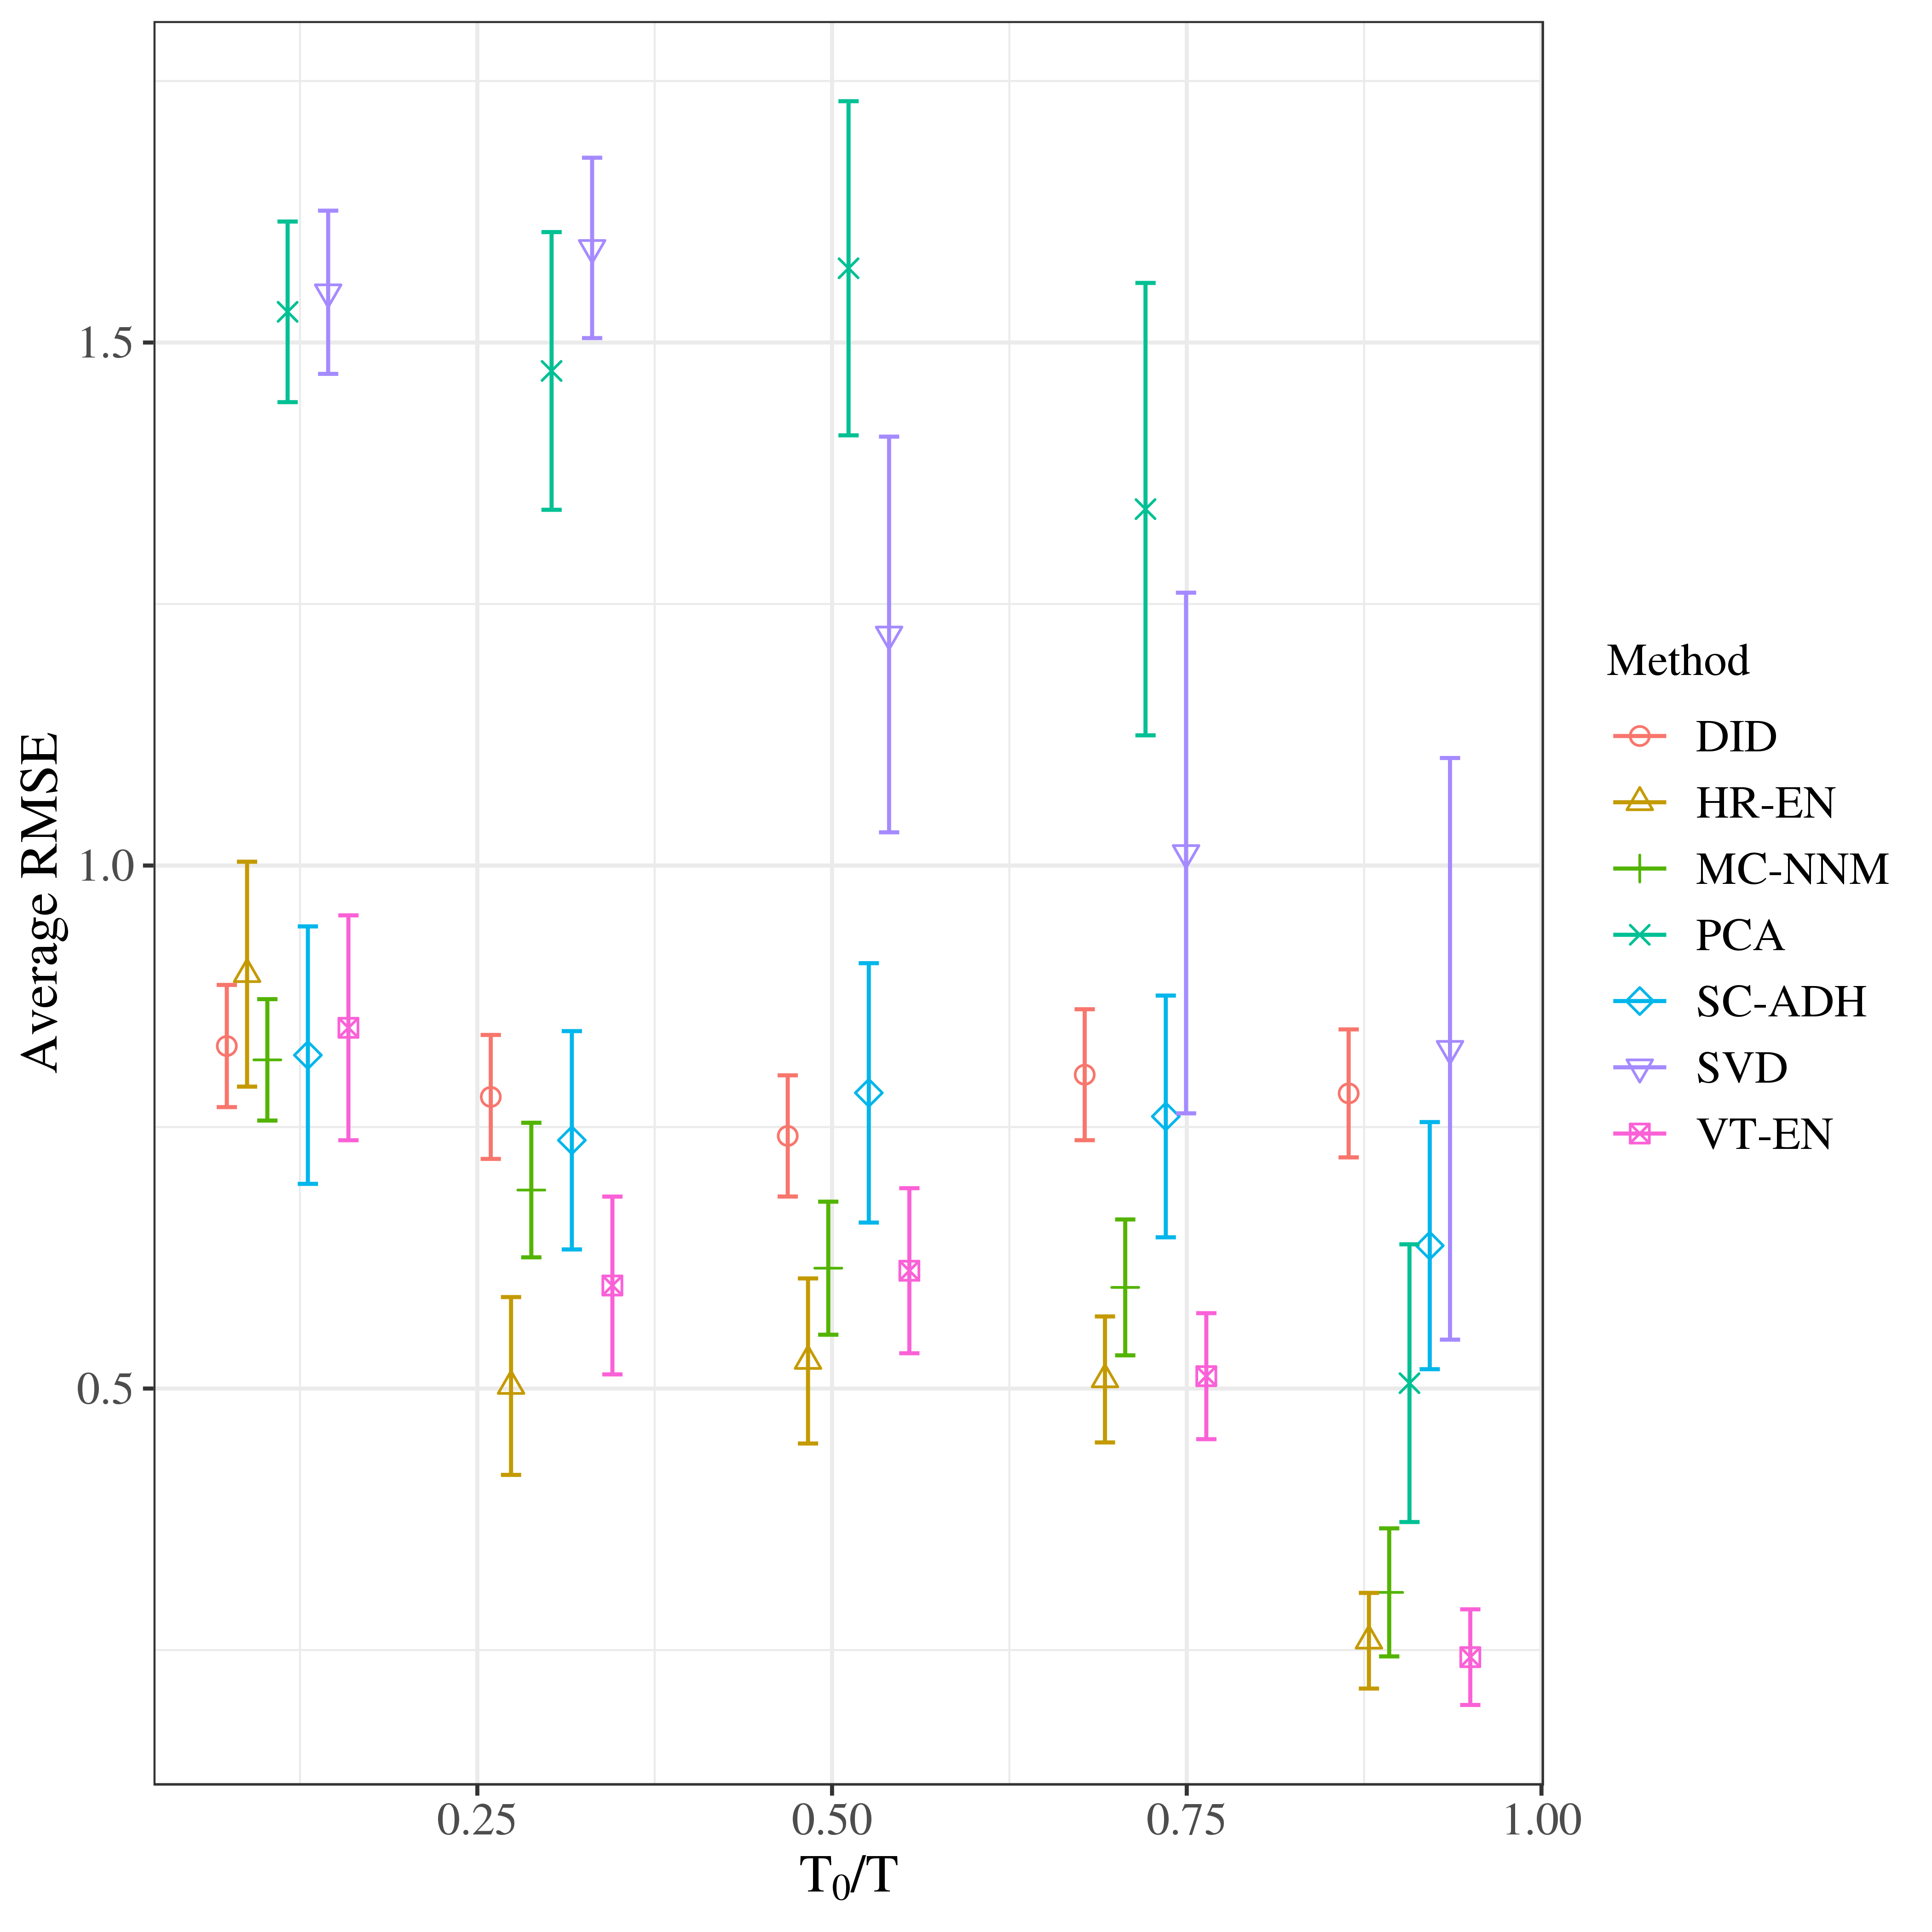 Average RMSE
1.5
1.0
0.5
0.25
0.50
0.75
1.00
T₀/T
Method
DID
HR-EN
MC-NNM
PCA
SC-ADH
SVD
VT-EN